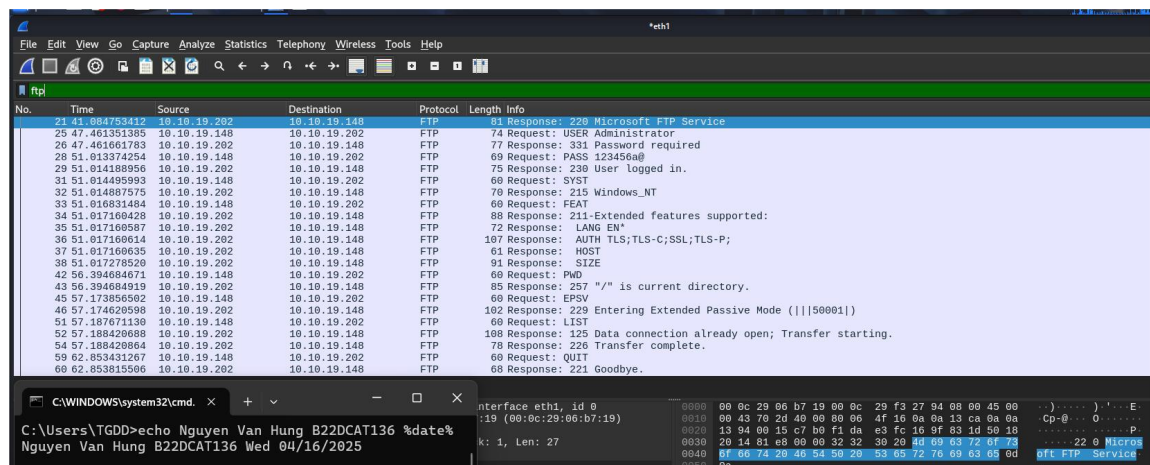 *eth1
File Edit View Go Capture Analyze Statistics Telephony Wireless Tools Help
ftp
No. Time Source Destination Protocol Length Info
21 41.084753412 10.10.19.202 10.10.19.148 FTP 81 Response: 220 Microsoft FTP Service
25 47.461351385 10.10.19.148 10.10.19.202 FTP 74 Request: USER Administrator
26 47.461661783 10.10.19.202 10.10.19.148 FTP 77 Response: 331 Password required
28 51.013374254 10.10.19.148 10.10.19.202 FTP 69 Request: PASS 123456a@
29 51.014188956 10.10.19.202 10.10.19.148 FTP 75 Response: 230 User logged in.
31 51.014495993 10.10.19.148 10.10.19.202 FTP 60 Request: SYST
32 51.014887575 10.10.19.202 10.10.19.148 FTP 70 Response: 215 Windows_NT
33 51.016831484 10.10.19.148 10.10.19.202 FTP 60 Request: FEAT
34 51.017160428 10.10.19.202 10.10.19.148 FTP 88 Response: 211-Extended features supported:
35 51.017160587 10.10.19.202 10.10.19.148 FTP 72 Response: LANG EN*
36 51.017160614 10.10.19.202 10.10.19.148 FTP 107 Response: AUTH TLS;TLS-C;SSL;TLS-P;
37 51.017160635 10.10.19.202 10.10.19.148 FTP 61 Response: HOST
38 51.017278520 10.10.19.202 10.10.19.148 FTP 91 Response: SIZE
42 56.394684671 10.10.19.148 10.10.19.202 FTP 60 Request: PWD
43 56.394684919 10.10.19.202 10.10.19.148 FTP 85 Response: 257 "/" is current directory.
45 57.173856502 10.10.19.148 10.10.19.202 FTP 60 Request: EPSV
46 57.174620598 10.10.19.202 10.10.19.148 FTP 102 Response: 229 Entering Extended Passive Mode (|||50001|)
51 57.187671130 10.10.19.148 10.10.19.202 FTP 60 Request: LIST
52 57.188420688 10.10.19.202 10.10.19.148 FTP 108 Response: 125 Data connection already open; Transfer starting.
54 57.188420864 10.10.19.202 10.10.19.148 FTP 78 Response: 226 Transfer complete.
59 62.853431267 10.10.19.148 10.10.19.202 FTP 60 Request: QUIT
60 62.853815506 10.10.19.202 10.10.19.148 FTP 68 Response: 221 Goodbye.
C:\WINDOWS\system32\cmd.
C:\Users\TGDD>echo Nguyen Van Hung B22DCAT136 %date%
Nguyen Van Hung B22DCAT136 Wed 04/16/2025
nterface eth1, id 0
:19 (00:0c:29:06:b7:19)
k: 1, Len: 27
0000 00 0c 29 06 b7 19 00 0c 29 f3 27 94 08 00 45 00 ··)····· )·'···E·
0010 00 43 70 2d 40 00 80 06 4f 16 0a 0a 13 ca 0a 0a ·Cp-@··· O·······
0020 13 94 00 15 c7 b0 f1 da e3 fc 16 9f 83 1d 50 18 ········ ······P·
0030 20 14 81 e8 00 00 32 32 30 20 4d 69 63 72 6f 73 ·····22 0 Micros
0040 6f 66 74 20 46 54 50 20 53 65 72 76 69 63 65 0d oft FTP Service·